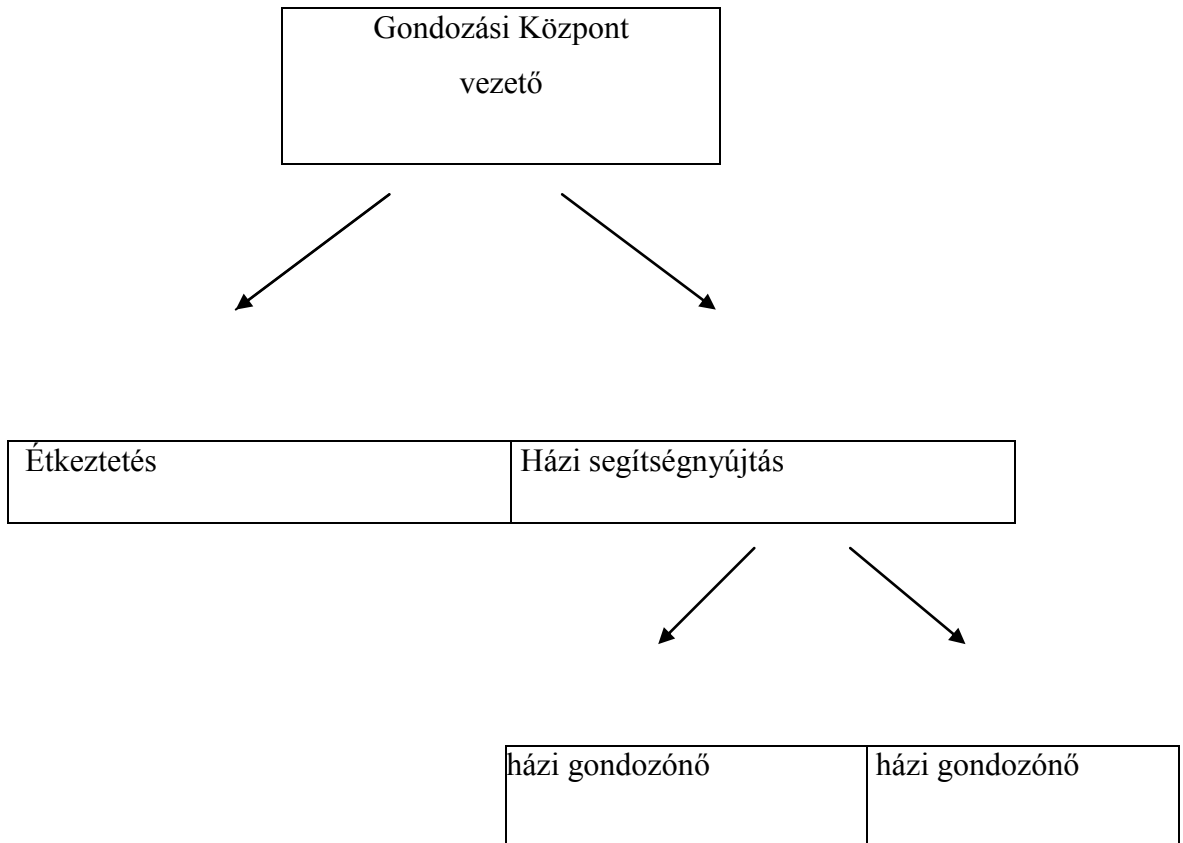 Gondozási Központ
vezető
Étkeztetés
Házi segítségnyújtás
házi gondozónő
házi gondozónő